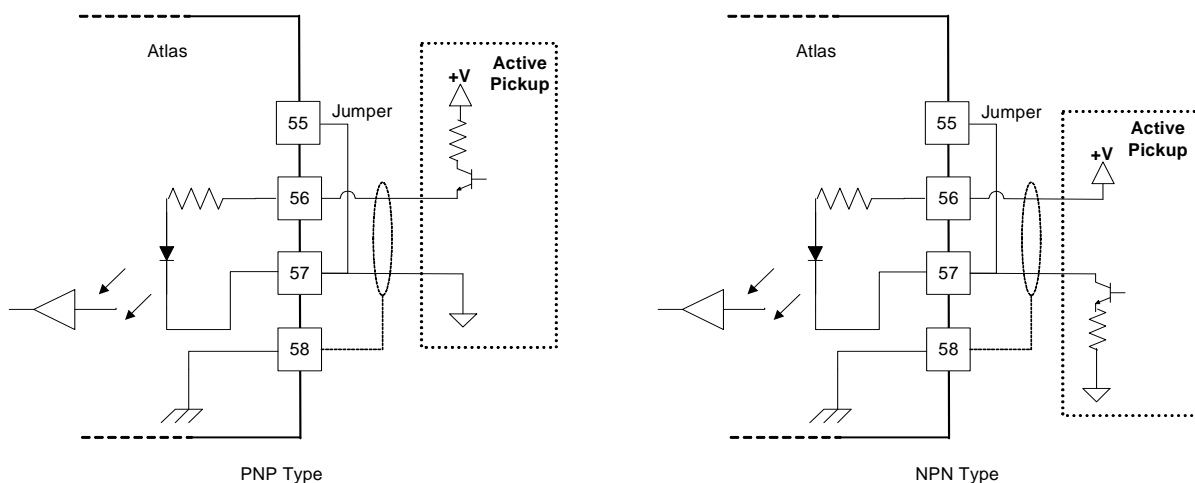 Atlas
55
Jumper
56
57
58
+V
Active
Pickup
PNP Type
Atlas
55
Jumper
56
57
58
+V
Active
Pickup
NPN Type